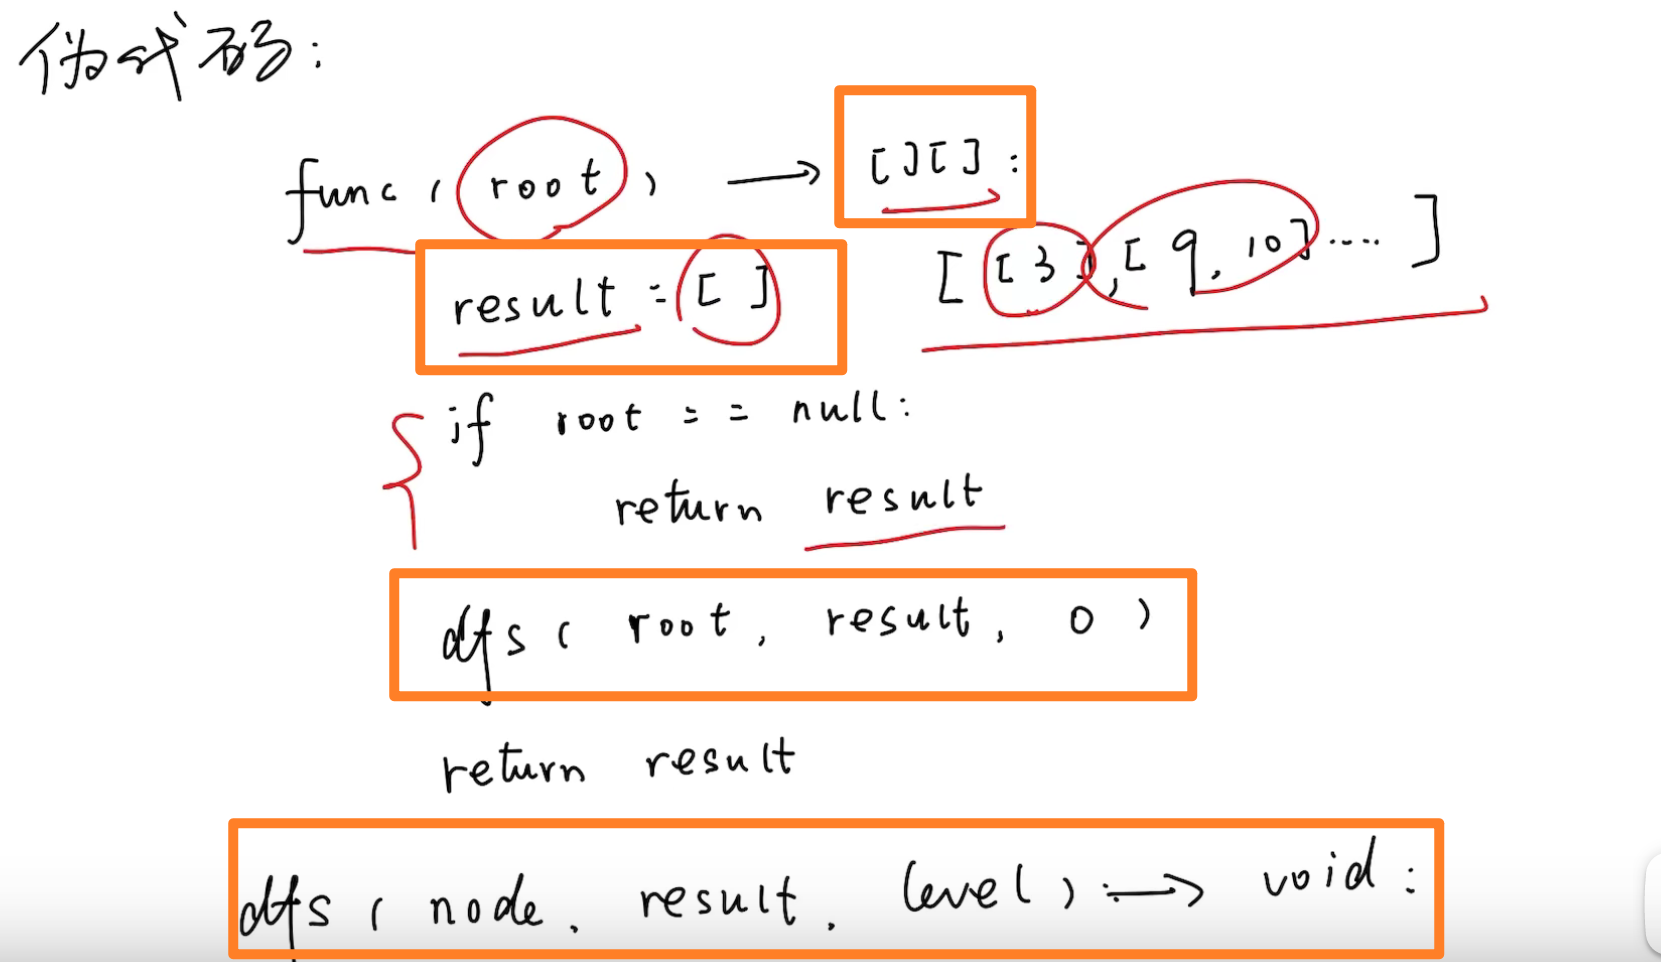 伪代码:
func(root) → [][]:
result = []
[[3],[9,10]....]
if root == null:
return result
dfs(root, result, 0)
return result
dfs(node, result, level):→ void: